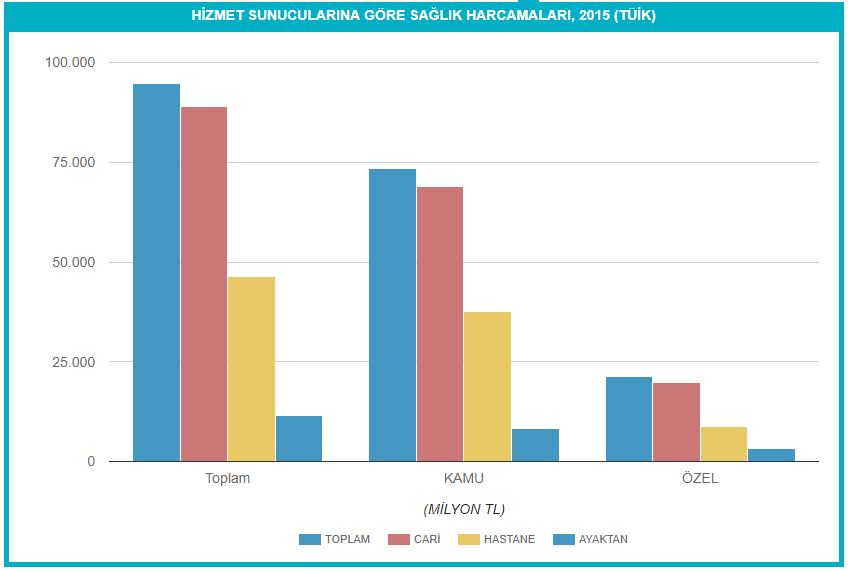 HİZMET SUNUCULARINA GÖRE SAĞLIK HARCAMALARI, 2015 (TÜİK)
100.000
75.000
50.000
25.000
0
Toplam KAMU ÖZEL
(MİLYON TL)
TOPLAM CARİ HASTANE AYAKTAN